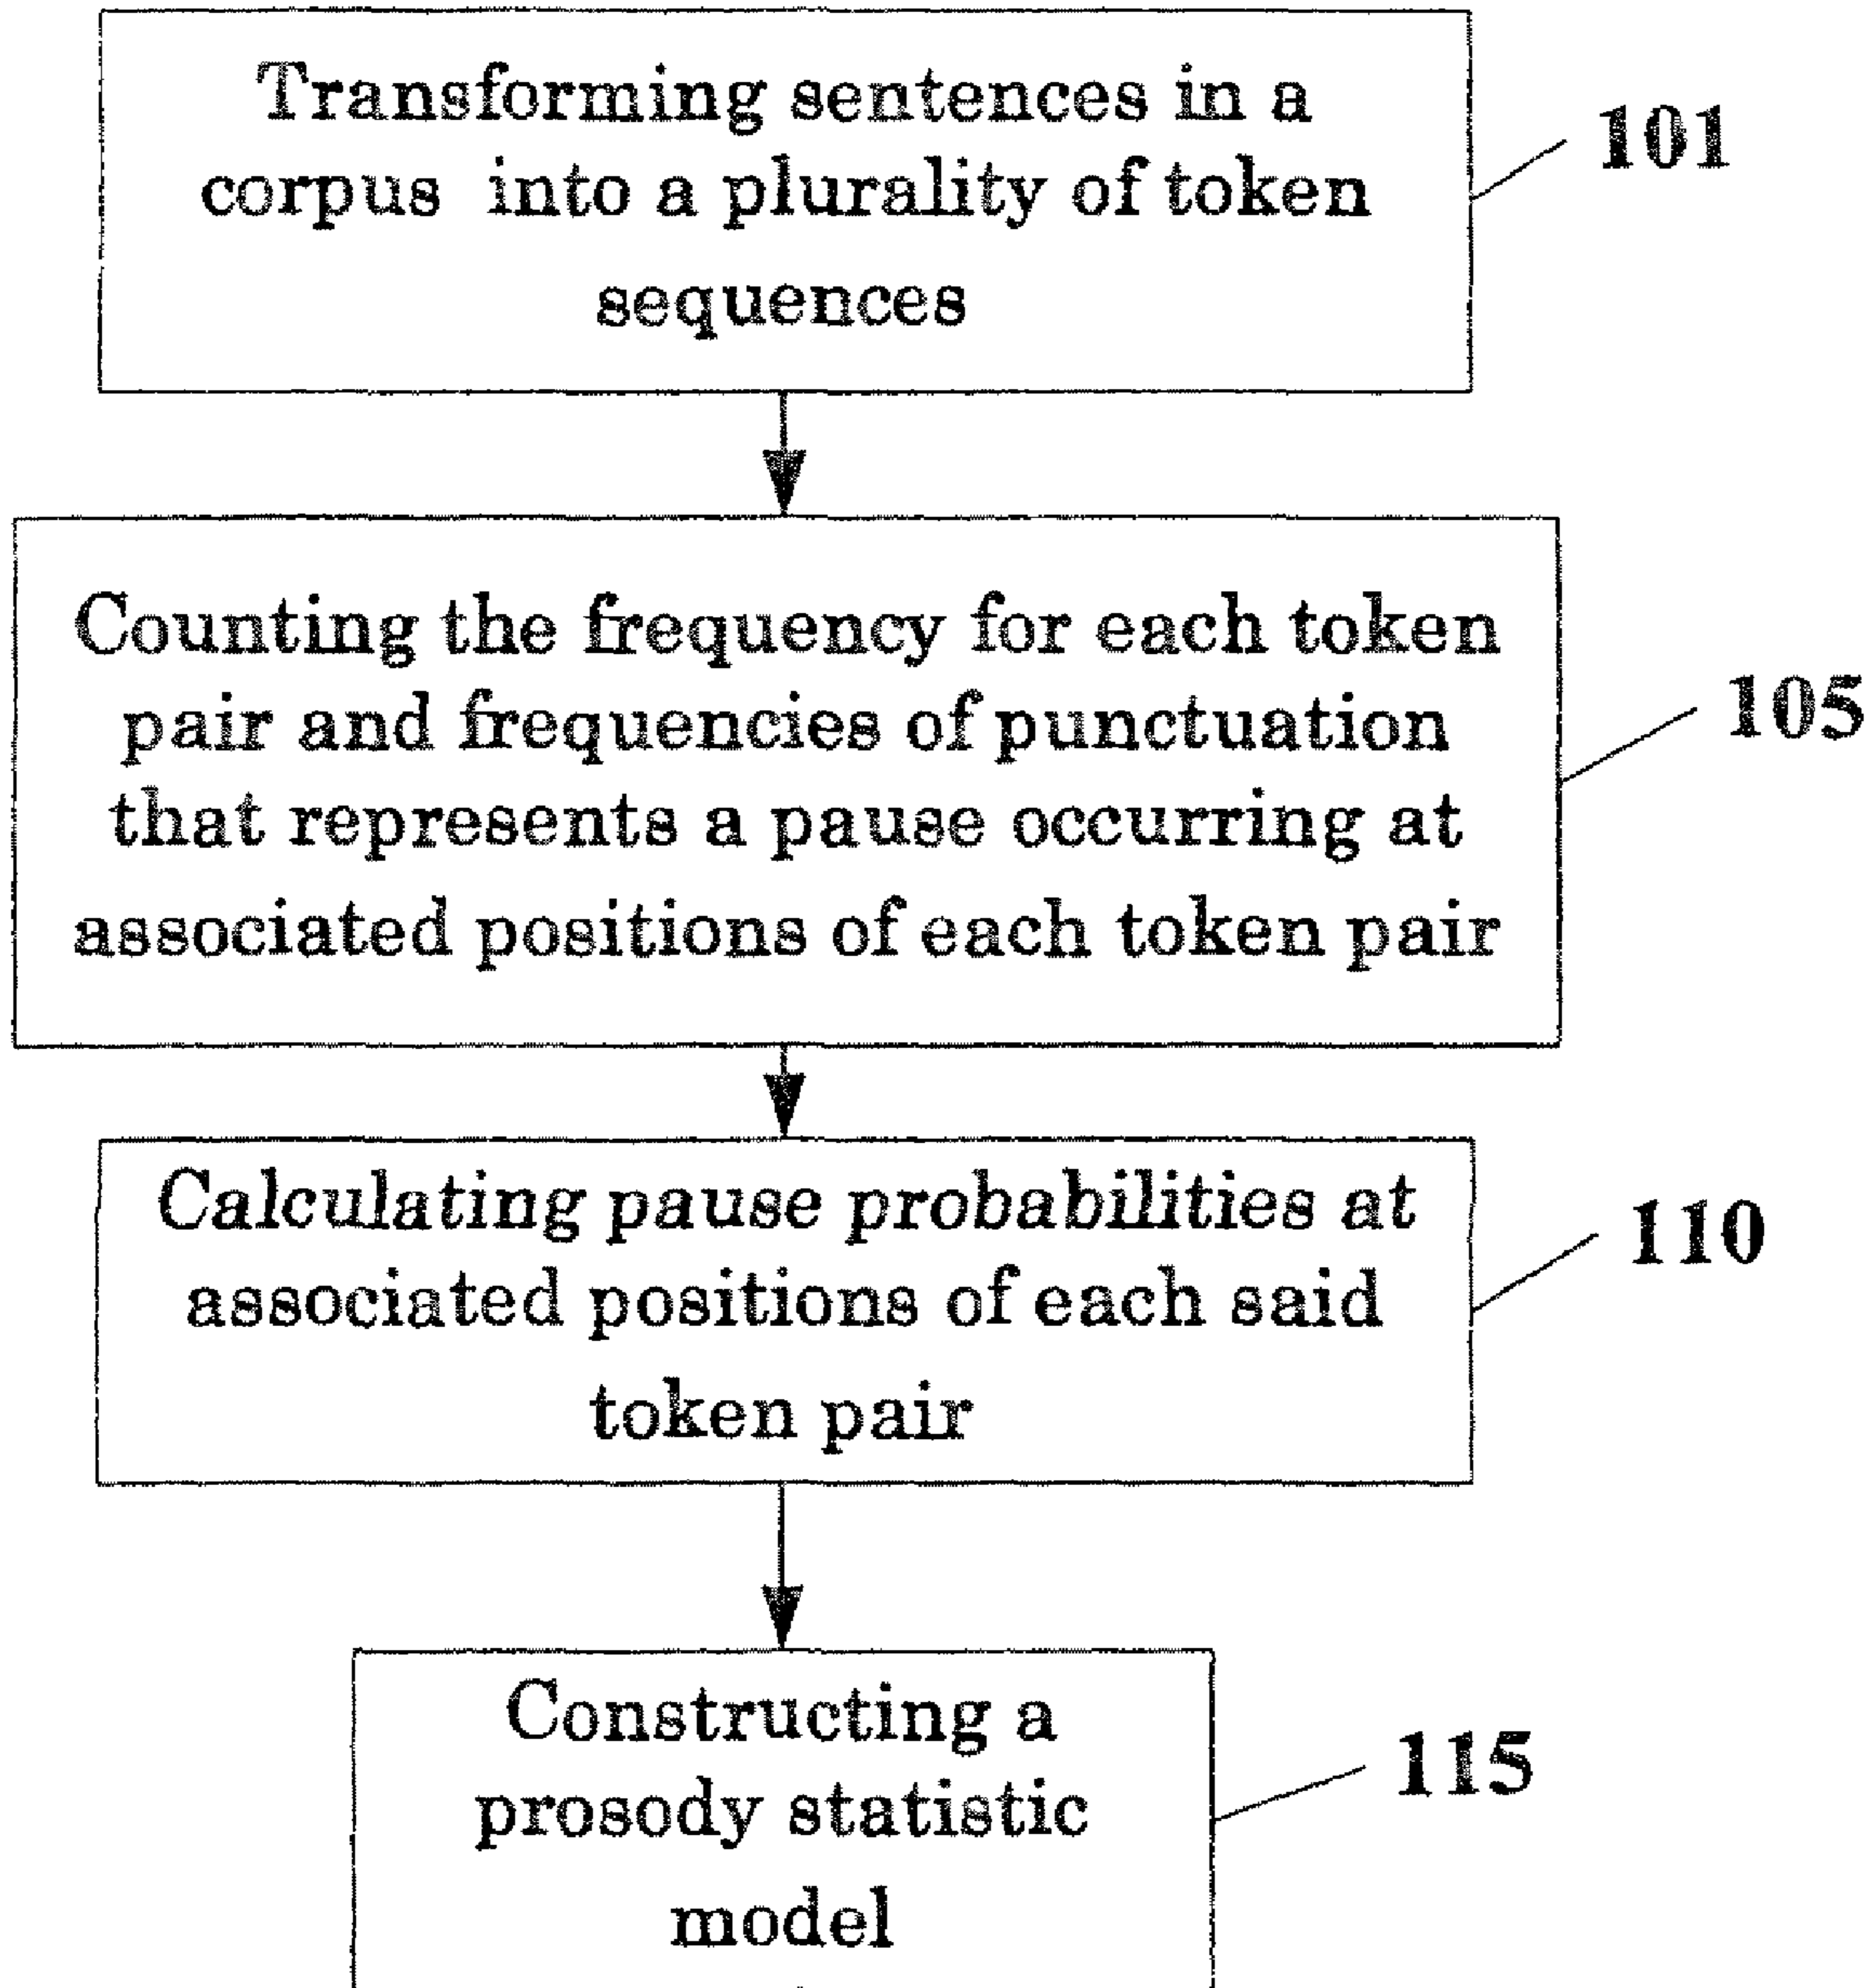 Transforming sentences in a
corpus into a plurality of token
sequences
101
Counting the frequency for each token
pair and frequencies of punctuation
that represents a pause occurring at
associated positions of each token pair
105
Calculating pause probabilities at
associated positions of each said
token pair
110
Constructing a
prosody statistic
model
115